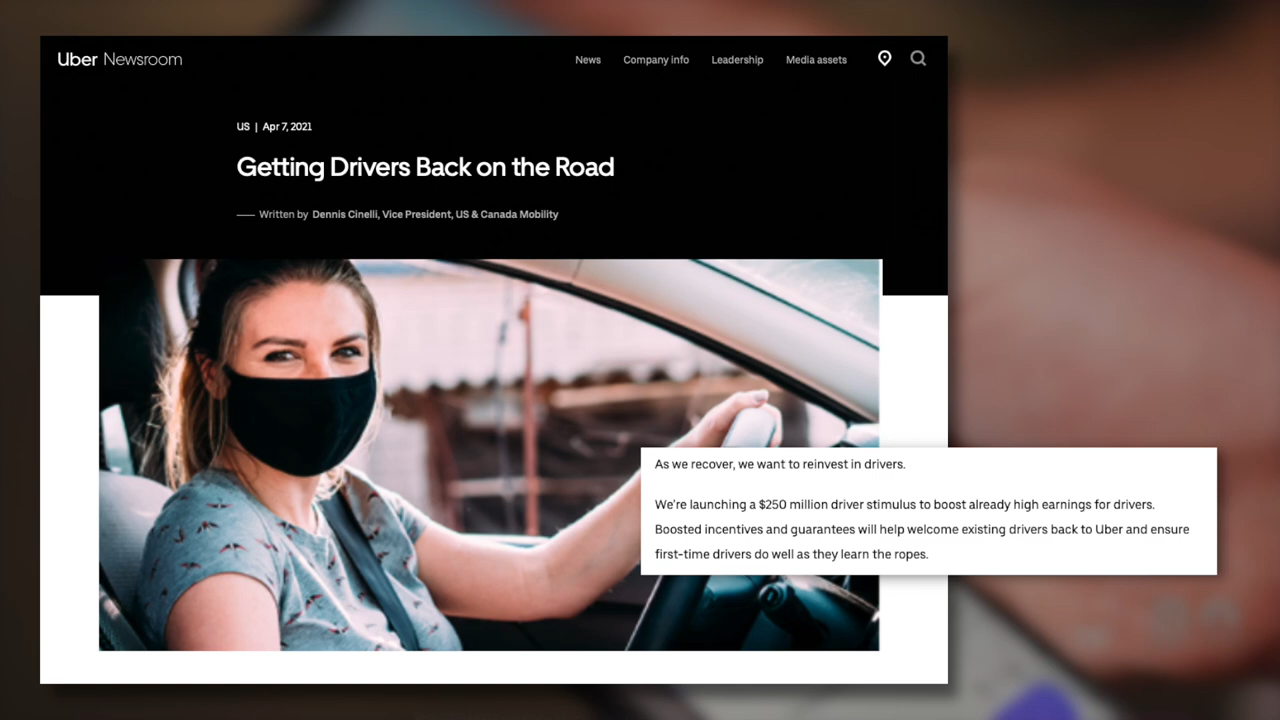 Uber Newsroom
News Company info Leadership Media assets
US | Apr 7, 2021
Getting Drivers Back on the Road
Written by Dennis Cinelli, Vice President, US & Canada Mobility
As we recover, we want to reinvest in drivers.
We're launching a $250 million driver stimulus to boost already high earnings for drivers.
Boosted incentives and guarantees will help welcome existing drivers back to Uber and ensure
first-time drivers do well as they learn the ropes.